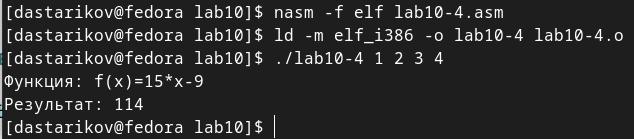 [dastarikov@fedora lab10]$ nasm -f elf lab10-4.asm
[dastarikov@fedora lab10]$ ld -m elf_i386 -o lab10-4 lab10-4.o
[dastarikov@fedora lab10]$ ./lab10-4 1 2 3 4
Функция: f(x)=15*x-9
Результат: 114
[dastarikov@fedora lab10]$